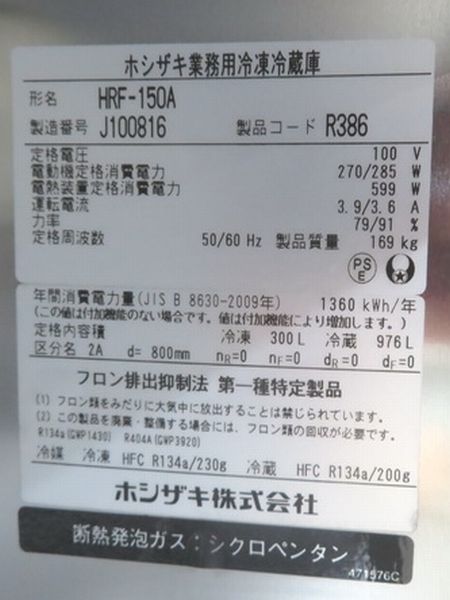 ホシザキ業務用冷凍冷蔵庫
形名 HRF-150A
製造番号 J100816 製品コード R386
定格電圧 100 V
電動機定格消費電力 270/285 W
電熱装置定格消費電力 599 W
運転電流 3.9/3.6 A
力率 79/91 %
定格周波数 50/60 Hz 製品質量 169 kg
PS E
年間消費電力量(JIS B 8630-2009年) 1360 kWh/年
(この値は付加機能のない場合です。値は付加機能により増加します。)
定格内容積 冷凍 300 L 冷蔵 976 L
区分名 2A d= 800mm nR=0 nF=0 dR=0 dF=0
フロン排出抑制法 第一種特定製品
(1) フロン類をみだりに大気中に放出することは禁じられています。
(2) この製品を廃棄・整備する場合には、フロン類の回収が必要です。
R134a(GWP1430) R404A(GWP3920)
冷媒 冷凍 HFC R134a/230g 冷蔵 HFC R134a/200g
ホシザキ株式会社
断熱発泡ガス:シクロペンタン
471576C